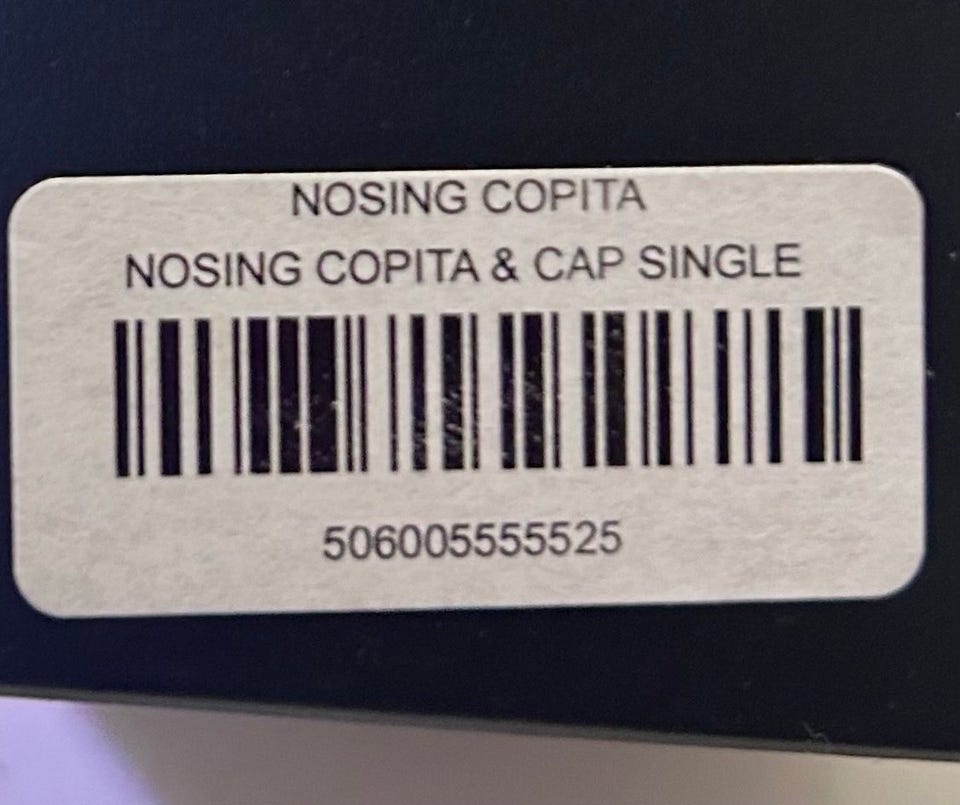 NOSING COPITA
NOSING COPITA & CAP SINGLE
506005555525